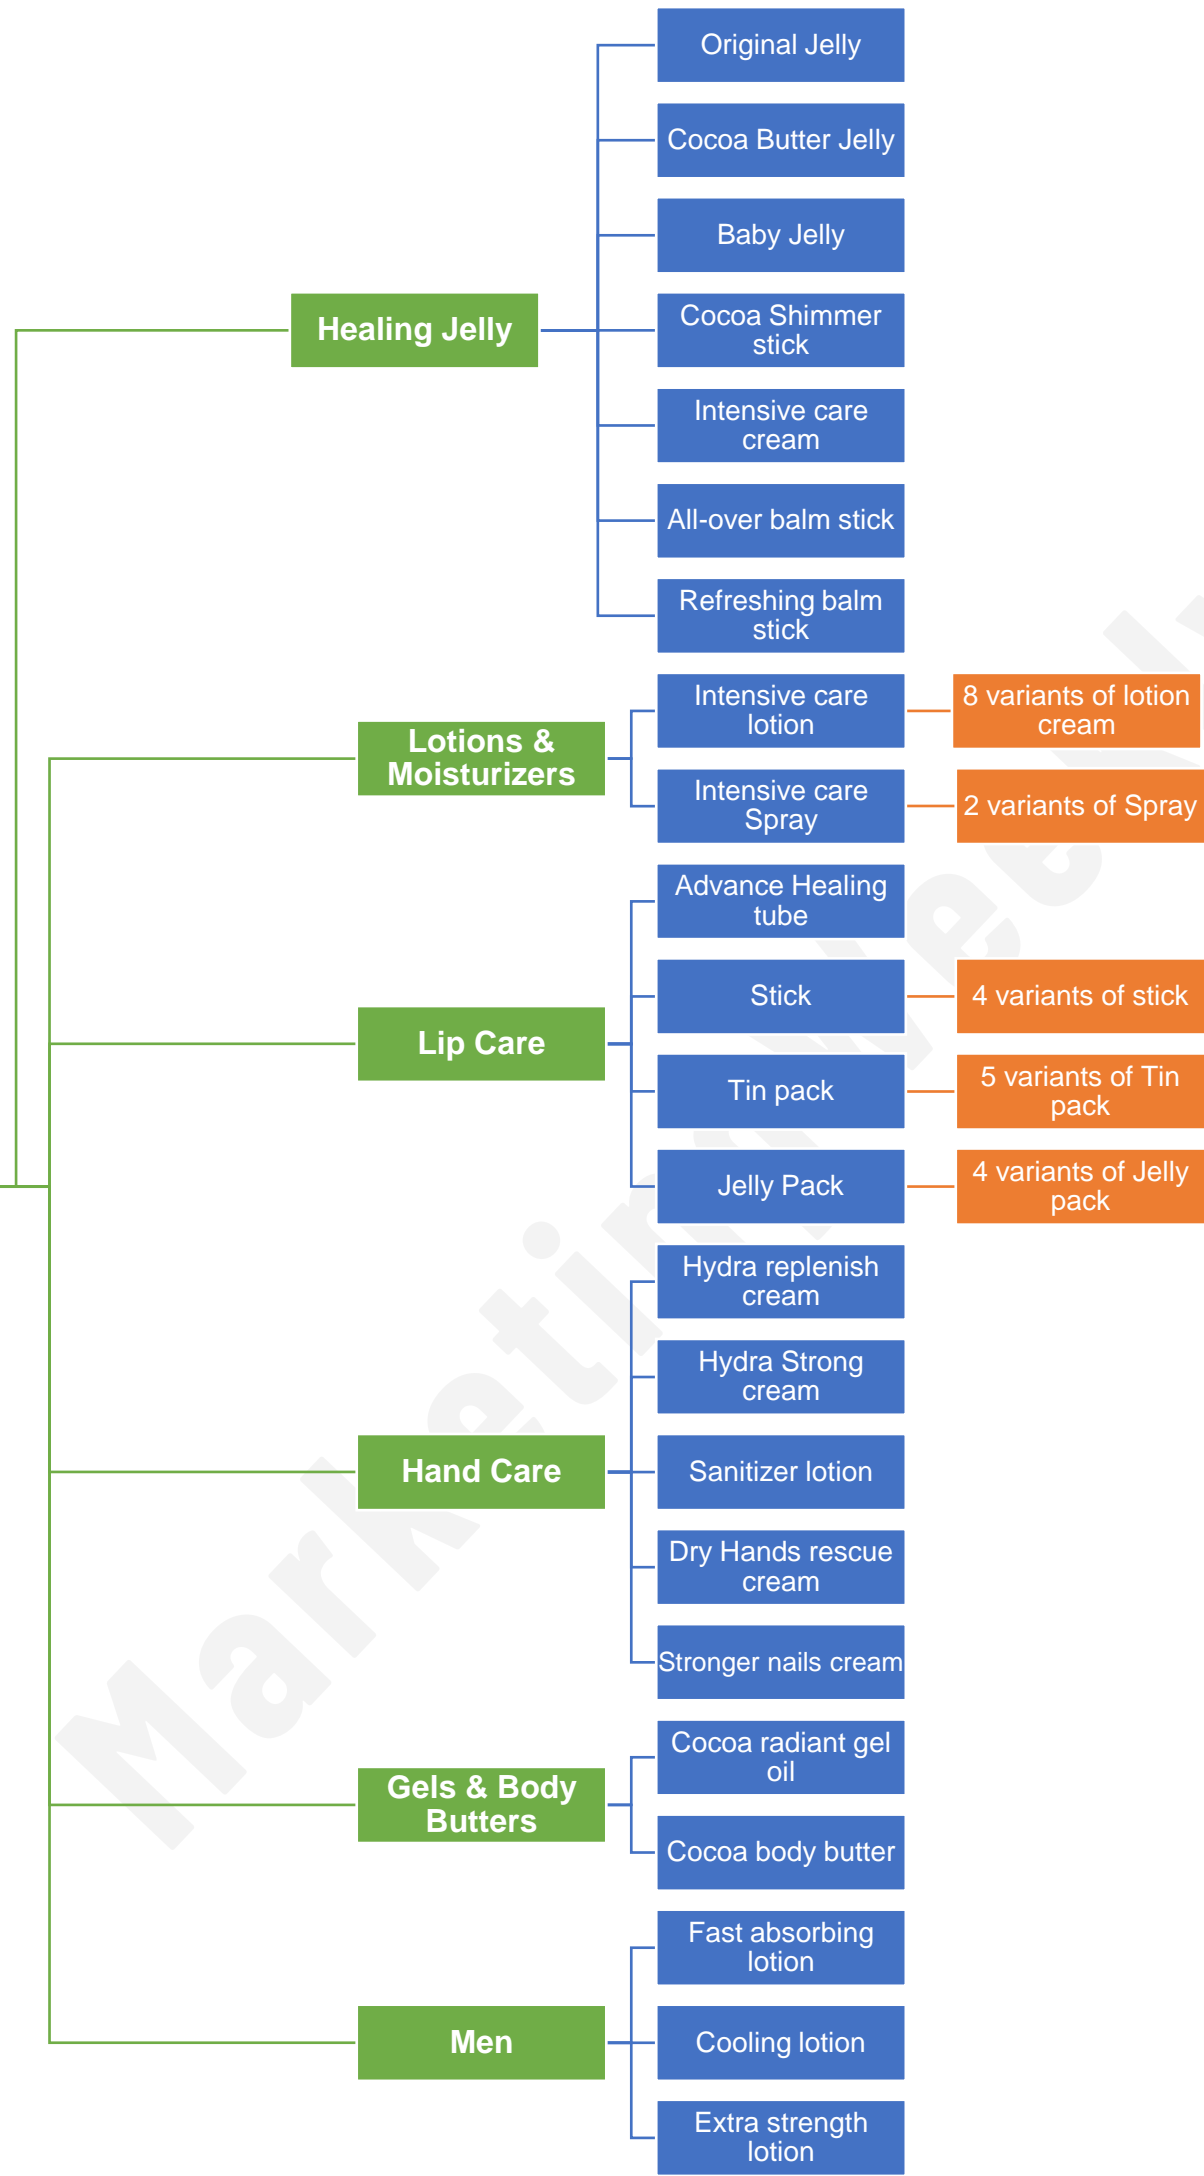 Original Jelly
Cocoa Butter Jelly
Baby Jelly
Healing Jelly
Cocoa Shimmer
stick
Intensive care
cream
All-over balm stick
Refreshing balm
stick
Lotions &
Moisturizers
Intensive care
lotion
8 variants of lotion
cream
Intensive care
Spray
2 variants of Spray
Lip Care
Advance Healing
tube
Stick
4 variants of stick
Tin pack
5 variants of Tin
pack
Jelly Pack
4 variants of Jelly
pack
Hand Care
Hydra replenish
cream
Hydra Strong
cream
Sanitizer lotion
Dry Hands rescue
cream
Stronger nails cream
Gels & Body
Butters
Cocoa radiant gel
oil
Cocoa body butter
Men
Fast absorbing
lotion
Cooling lotion
Extra strength
lotion